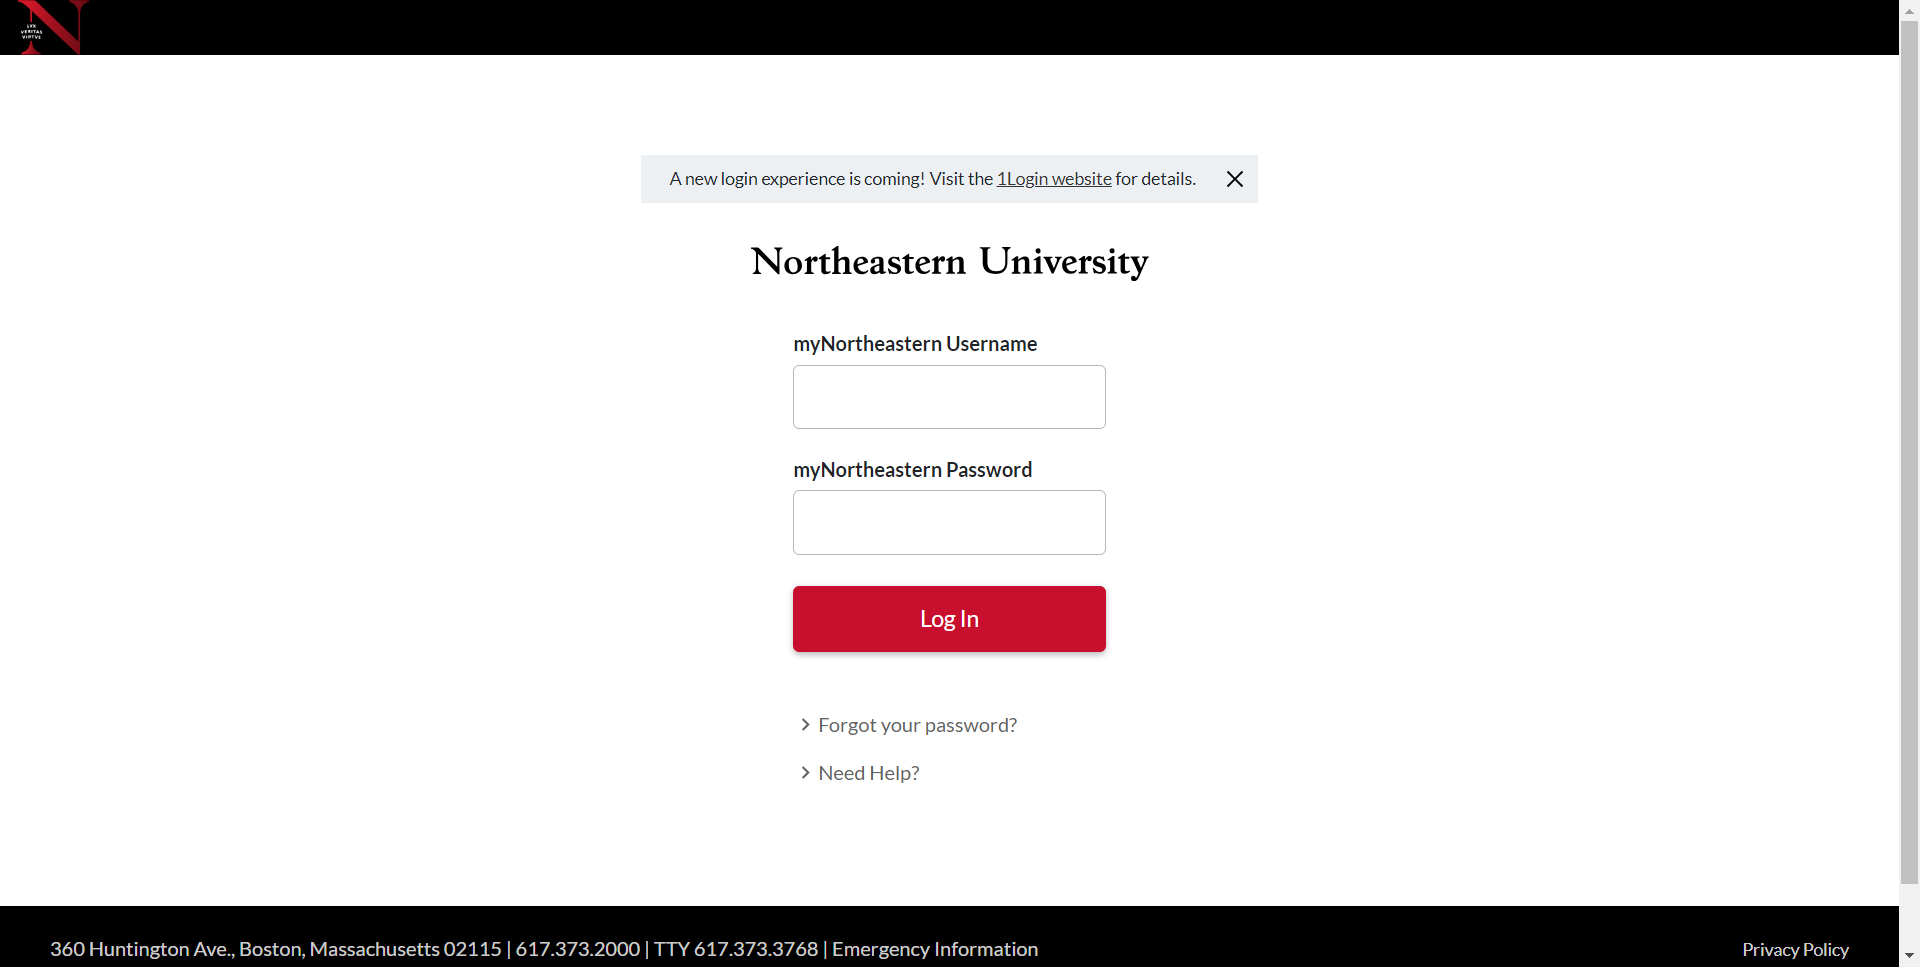 LVX
VERITAS
VIRTVS
A new login experience is coming! Visit the 1Login website for details.
Northeastern University
myNortheastern Username
myNortheastern Password
Log In
Forgot your password?
Need Help?
360 Huntington Ave., Boston, Massachusetts 02115 | 617.373.2000 | TTY 617.373.3768 | Emergency Information
Privacy Policy